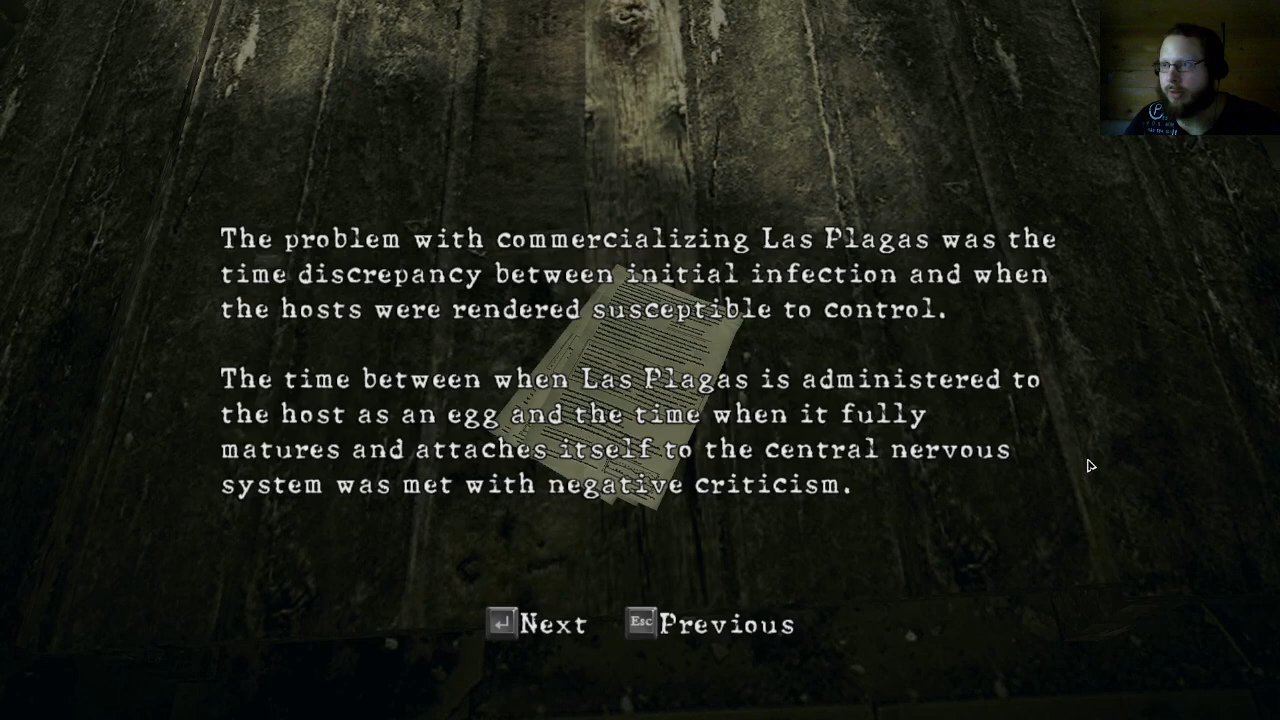 The problem with commercializing Las Plagas was the
time discrepancy between initial infection and when
the hosts were rendered susceptible to control.
The time between when Las Plagas is administered to
the host as an egg and the time when it fully
matures and attaches itself to the central nervous
system was met with negative criticism.
Esc
Next
Previous